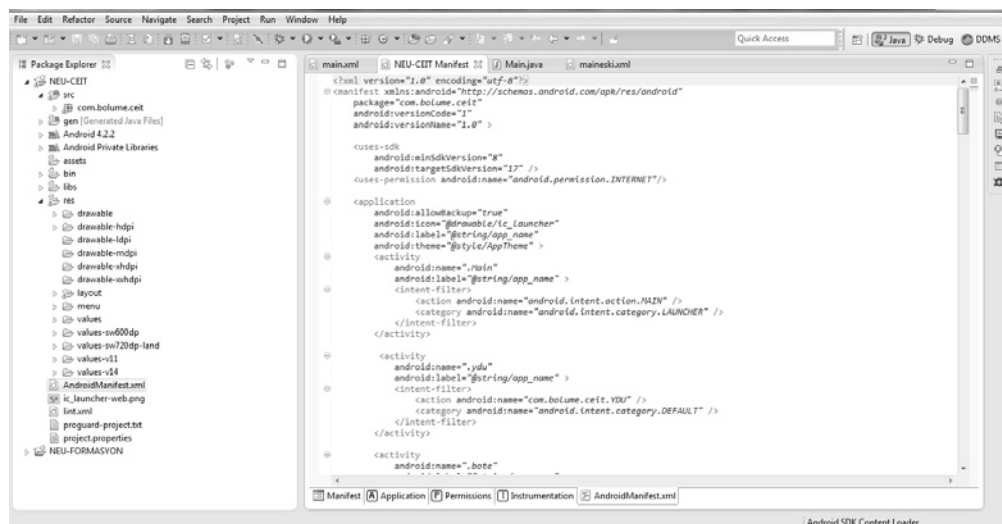 File Edit Refactor Source Navigate Search Project Run Window Help
Quick Access
Java Debug DDMS
Package Explorer
NEU-CEIT
src
com.bolume.ceit
gen [Generated Java Files]
Android 4.2.2
Android Private Libraries
assets
bin
libs
res
drawable
drawable-hdpi
drawable-ldpi
drawable-mdpi
drawable-xhdpi
drawable-xxhdpi
layout
menu
values
values-sw600dp
values-sw720dp-land
values-v11
values-v14
AndroidManifest.xml
ic_launcher-web.png
lint.xml
proguard-project.txt
project.properties
NEU-FORMASYON
main.xml NEU-CEIT Manifest Main.java maineski.xml
<?xml version="1.0" encoding="utf-8"?>
<manifest xmlns:android="http://schemas.android.com/apk/res/android"
package="com.bolume.ceit"
android:versionCode="1"
android:versionName="1.0" >
<uses-sdk
android:minSdkVersion="8"
android:targetSdkVersion="17" />
<uses-permission android:name="android.permission.INTERNET"/>
<application
android:allowBackup="true"
android:icon="@drawable/ic_launcher"
android:label="@string/app_name"
android:theme="@style/AppTheme" >
<activity
android:name=".Main"
android:label="@string/app_name" >
<intent-filter>
<action android:name="android.intent.action.MAIN" />
<category android:name="android.intent.category.LAUNCHER" />
</intent-filter>
</activity>
<activity
android:name=".ydu"
android:label="@string/app_name" >
<intent-filter>
<action android:name="com.bolume.ceit.YDU" />
<category android:name="android.intent.category.DEFAULT" />
</intent-filter>
</activity>
<activity
android:name=".bote"
Manifest A Application P Permissions I Instrumentation AndroidManifest.xml
Android SDK Content Loader